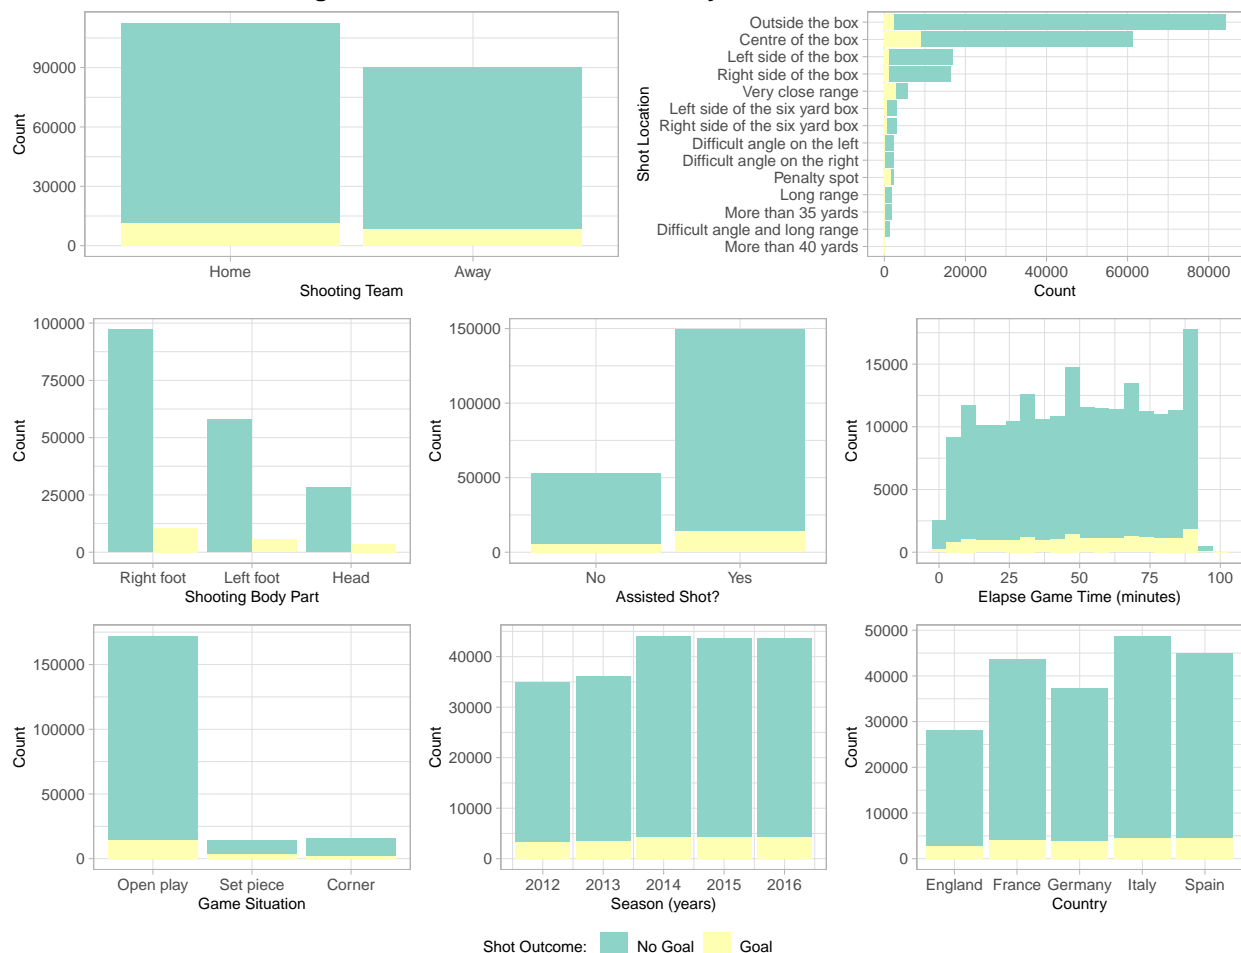 90000
60000
30000
0
Count
Home
Away
Shooting Team
Outside the box
Centre of the box
Left side of the box
Right side of the box
Very close range
Left side of the six yard box
Right side of the six yard box
Difficult angle on the left
Difficult angle on the right
Penalty spot
Long range
More than 35 yards
Difficult angle and long range
More than 40 yards
Shot Location
0 20000 40000 60000 80000
Count
100000
75000
50000
25000
0
Count
Right foot Left foot Head
Shooting Body Part
150000
100000
50000
0
Count
No Yes
Assisted Shot?
15000
10000
5000
0
Count
0 25 50 75 100
Elapse Game Time (minutes)
150000
100000
50000
0
Count
Open play Set piece Corner
Game Situation
40000
30000
20000
10000
0
Count
2012 2013 2014 2015 2016
Season (years)
50000
40000
30000
20000
10000
0
Count
England France Germany Italy Spain
Country
Shot Outcome: No Goal Goal